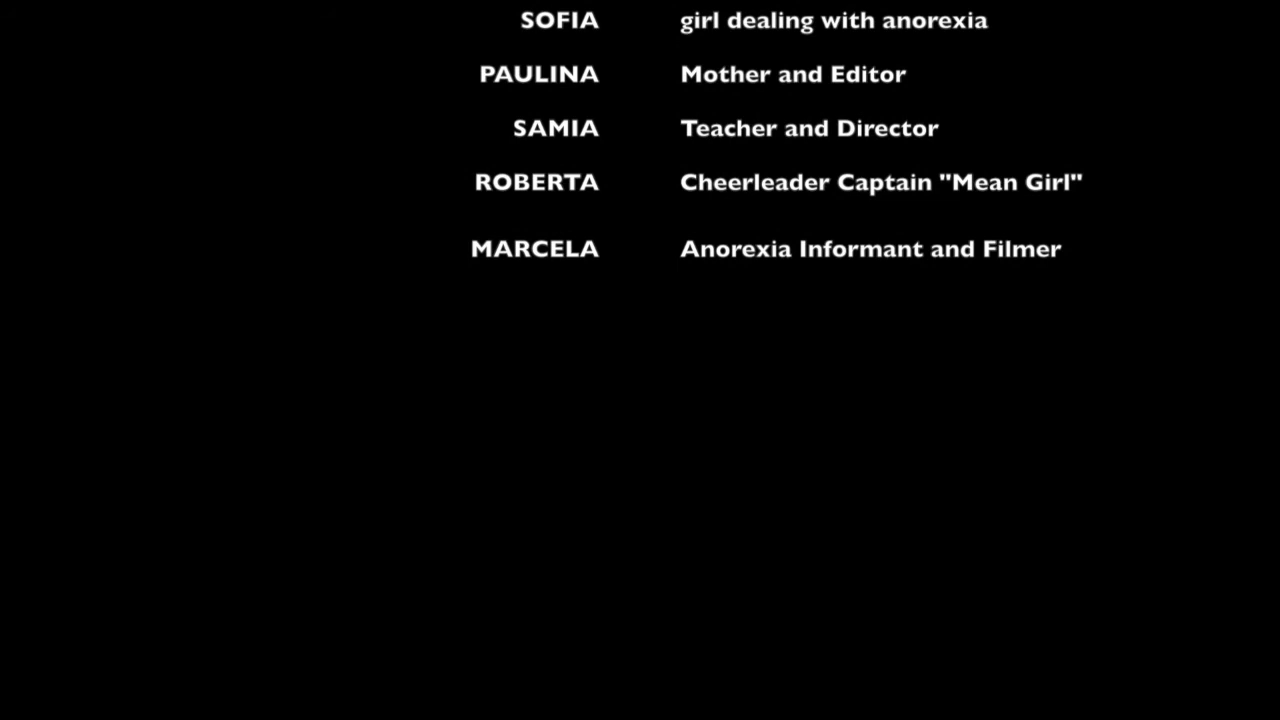 SOFIA girl dealing with anorexia
PAULINA Mother and Editor
SAMIA Teacher and Director
ROBERTA Cheerleader Captain "Mean Girl"
MARCELA Anorexia Informant and Filmer